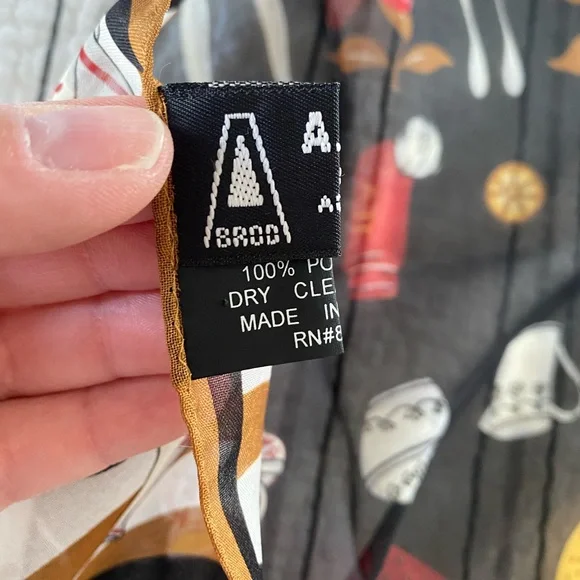 A.
BROD
100% PO
DRY CLE
MADE IN
RN#8